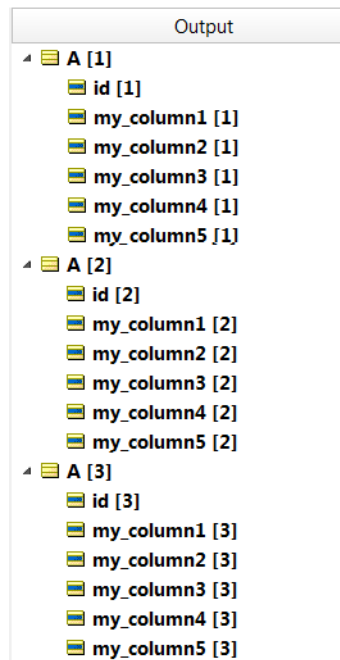 Output
A [1]
id [1]
my_column1 [1]
my_column2 [1]
my_column3 [1]
my_column4 [1]
my_column5 [1]
A [2]
id [2]
my_column1 [2]
my_column2 [2]
my_column3 [2]
my_column4 [2]
my_column5 [2]
A [3]
id [3]
my_column1 [3]
my_column2 [3]
my_column3 [3]
my_column4 [3]
my_column5 [3]